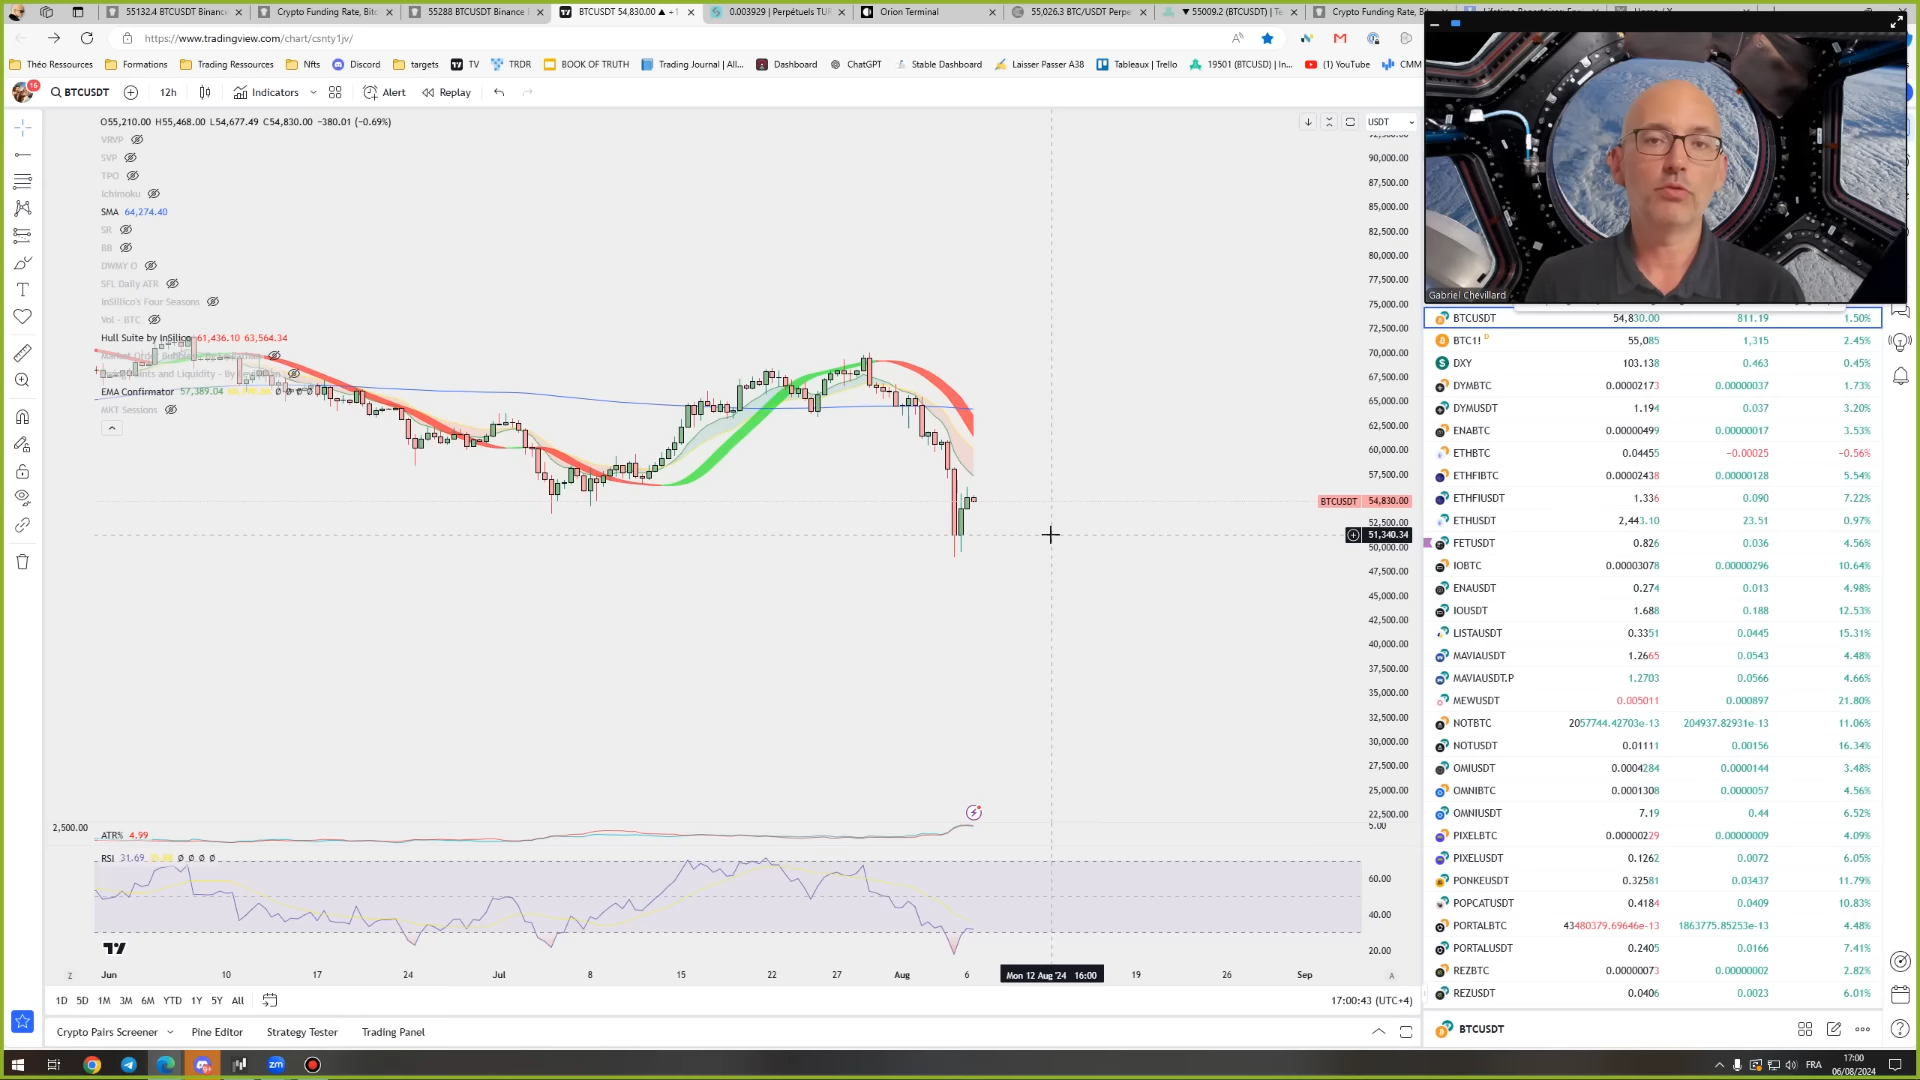 55132.4 BTCUSDT Binanc
Crypto Funding Rate, Bitc
55288 BTCUSDT Binance
BTCUSDT 54,830.00 ▲ +1
0.003929 | Perpétuels TU
Orion Terminal
55,026.3 BTC/USDT Perpe
▼ 55009.2 (BTCUSDT) | Te
Crypto Funding Rate, Bi
https://www.tradingview.com/chart/csnty1jv/
Théo Ressources
Formations
Trading Ressources
Nfts
Discord
targets
TV
TRDR
BOOK OF TRUTH
Trading Journal | All...
Dashboard
ChatGPT
Stable Dashboard
Laisser Passer A38
Tableaux | Trello
19501 (BTCUSD) | In...
(1) YouTube
CMM
16
BTCUSDT
12h
Indicators
Alert
Replay
O55,210.00 H55,468.00 L54,677.49 C54,830.00 −380.01 (−0.69%)
USDT
VRVP
SVP
TPO
Ichimoku
SMA 64,274.40
SR
BB
DWMY O
SFL Daily ATR
InSilico's Four Seasons
Vol - BTC
Hull Suite by InSilico 61,436.10 63,564.34
EMA Confirmator 57,389.04
MKT Sessions
90,000.00
87,500.00
85,000.00
82,500.00
80,000.00
77,500.00
75,000.00
72,500.00
70,000.00
67,500.00
65,000.00
62,500.00
60,000.00
57,500.00
BTCUSDT 54,830.00
52,500.00
51,340.34
50,000.00
47,500.00
45,000.00
42,500.00
40,000.00
37,500.00
35,000.00
32,500.00
30,000.00
27,500.00
25,000.00
22,500.00
2,500.00
ATR% 4.99
5.00
RSI 31.69 Ø Ø Ø Ø
60.00
40.00
20.00
Z
Jun
10
17
24
Jul
8
15
22
27
Aug
6
Mon 12 Aug '24 16:00
19
26
Sep
A
1D 5D 1M 3M 6M YTD 1Y 5Y All
17:00:43 (UTC+4)
Crypto Pairs Screener
Pine Editor
Strategy Tester
Trading Panel
Gabriel Chevillard
BTCUSDT 54,830.00 811.19 1.50%
BTC1! D 55,085 1,315 2.45%
DXY 103.138 0.463 0.45%
DYMBTC 0.00002173 0.00000037 1.73%
DYMUSDT 1.194 0.037 3.20%
ENABTC 0.00000499 0.00000017 3.53%
ETHBTC 0.04455 −0.00025 −0.56%
ETHFIBTC 0.00002438 0.00000128 5.54%
ETHFIUSDT 1.336 0.090 7.22%
ETHUSDT 2,443.10 23.51 0.97%
FETUSDT 0.826 0.036 4.56%
IOBTC 0.00003078 0.00000296 10.64%
ENAUSDT 0.274 0.013 4.98%
IOUSDT 1.688 0.188 12.53%
LISTAUSDT 0.3351 0.0445 15.31%
MAVIAUSDT 1.2665 0.0543 4.48%
MAVIAUSDT.P 1.2703 0.0566 4.66%
MEWUSDT 0.005011 0.000897 21.80%
NOTBTC 2057744.42703e-13 204937.82931e-13 11.06%
NOTUSDT 0.01111 0.00156 16.34%
OMIUSDT 0.0004284 0.0000144 3.48%
OMNIBTC 0.0001308 0.0000057 4.56%
OMNIUSDT 7.19 0.44 6.52%
PIXELBTC 0.00000229 0.00000009 4.09%
PIXELUSDT 0.1262 0.0072 6.05%
PONKEUSDT 0.32581 0.03437 11.79%
POPCATUSDT 0.4184 0.0409 10.83%
PORTALBTC 43480379.69646e-13 1863775.85253e-13 4.48%
PORTALUSDT 0.2405 0.0166 7.41%
REZBTC 0.00000073 0.00000002 2.82%
REZUSDT 0.0406 0.0023 6.01%
BTCUSDT
zm
FRA
17:00
06/08/2024